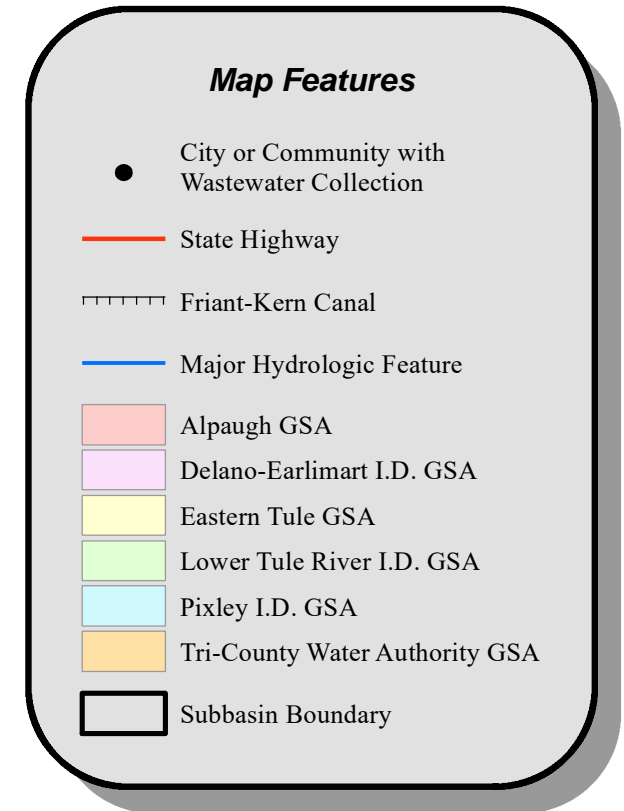 Map Features
City or Community with
Wastewater Collection
State Highway
Friant-Kern Canal
Major Hydrologic Feature
Alpaugh GSA
Delano-Earlimart I.D. GSA
Eastern Tule GSA
Lower Tule River I.D. GSA
Pixley I.D. GSA
Tri-County Water Authority GSA
Subbasin Boundary